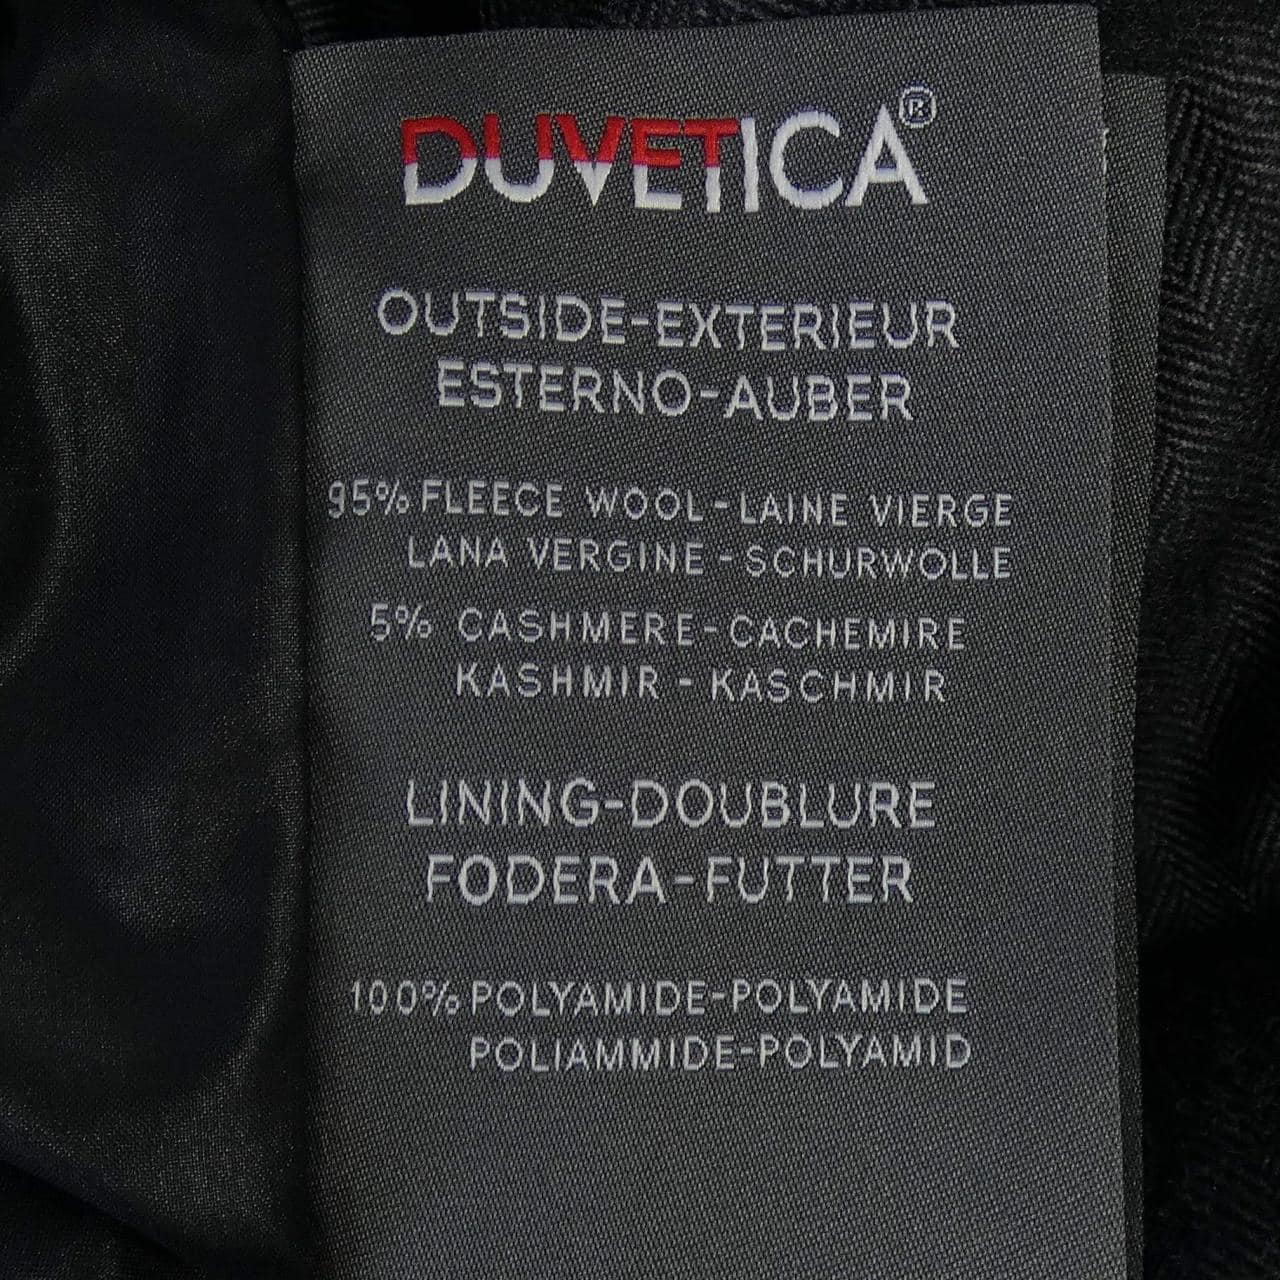 DUVETICA®
OUTSIDE-EXTERIEUR
ESTERNO-AUBER
95% FLEECE WOOL-LAINE VIERGE
LANA VERGINE-SCHURWOLLE
5% CASHMERE-CACHEMIRE
KASHMIR-KASCHMIR
LINING-DOUBLURE
FODERA-FUTTER
100% POLYAMIDE-POLYAMIDE
POLIAMMIDE-POLYAMID